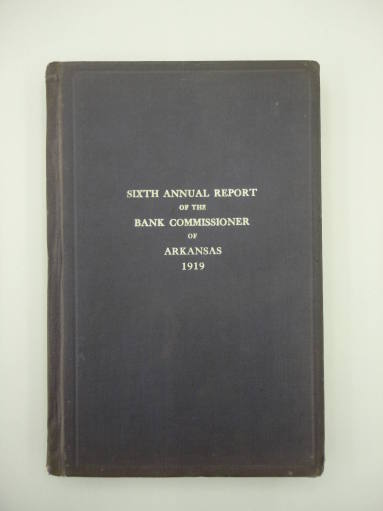 SIXTH ANNUAL REPORT
OF THE
BANK COMMISSIONER
OF
ARKANSAS
1919